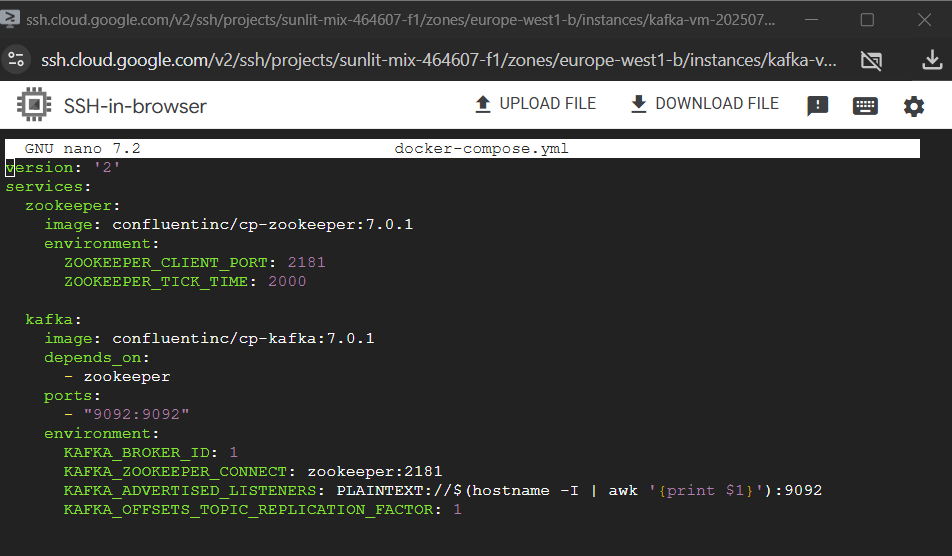 ssh.cloud.google.com/v2/ssh/projects/sunlit-mix-464607-f1/zones/europe-west1-b/instances/kafka-vm-202507...
ssh.cloud.google.com/v2/ssh/projects/sunlit-mix-464607-f1/zones/europe-west1-b/instances/kafka-v...
SSH-in-browser UPLOAD FILE DOWNLOAD FILE
GNU nano 7.2 docker-compose.yml
version: '2'
services:
  zookeeper:
    image: confluentinc/cp-zookeeper:7.0.1
    environment:
      ZOOKEEPER_CLIENT_PORT: 2181
      ZOOKEEPER_TICK_TIME: 2000

  kafka:
    image: confluentinc/cp-kafka:7.0.1
    depends_on:
      - zookeeper
    ports:
      - "9092:9092"
    environment:
      KAFKA_BROKER_ID: 1
      KAFKA_ZOOKEEPER_CONNECT: zookeeper:2181
      KAFKA_ADVERTISED_LISTENERS: PLAINTEXT://$(hostname -I | awk '{print $1}'):9092
      KAFKA_OFFSETS_TOPIC_REPLICATION_FACTOR: 1